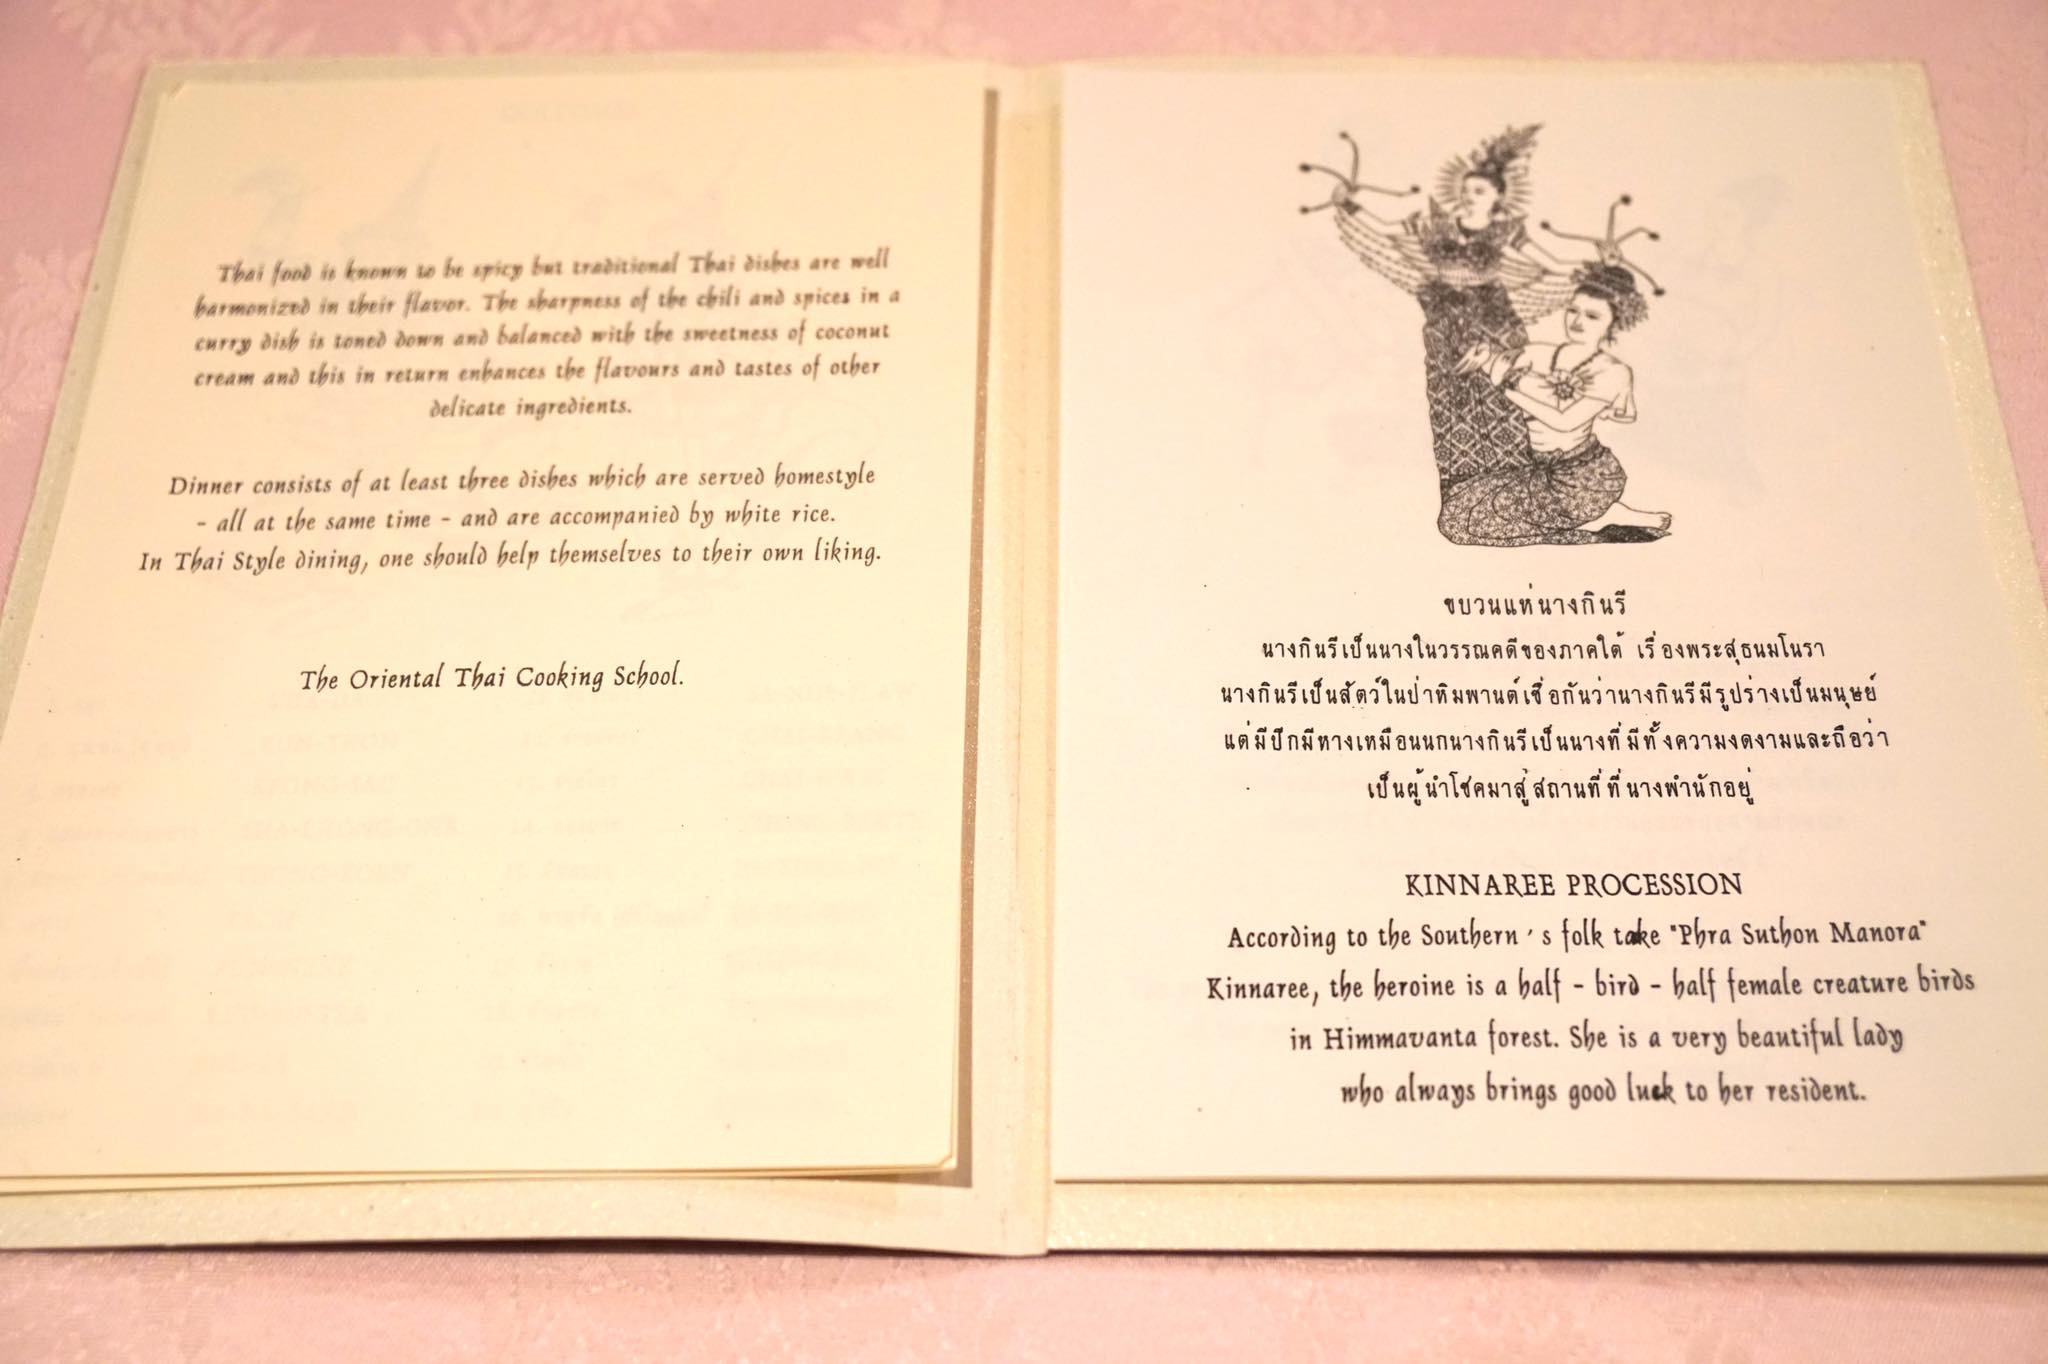 Thai food is known to be spicy but traditional Thai dishes are well
harmonized in their flavor. The sharpness of the chili and spices in a
curry dish is toned down and balanced with the sweetness of coconut
cream and this in return enhances the flavours and tastes of other
delicate ingredients.
Dinner consists of at least three dishes which are served homestyle
- all at the same time - and are accompanied by white rice.
In Thai Style dining, one should help themselves to their own liking.
The Oriental Thai Cooking School.
ขบวนแห่นางกินรี
นางกินรีเป็นนางในวรรณคดีของภาคใต้ เรื่องพระสุธนมโนรา
นางกินรีเป็นสัตว์ในป่าหิมพานต์เชื่อกันว่านางกินรีมีรูปร่างเป็นมนุษย์
แต่มีปีกมีหางเหมือนนกนางกินรีเป็นนางที่มีทั้งความงดงามและถือว่า
เป็นผู้นำโชคมาสู่สถานที่ที่นางพำนักอยู่
KINNAREE PROCESSION
According to the Southern's folk take "Phra Suthon Manora"
Kinnaree, the heroine is a half - bird - half female creature birds
in Himmavanta forest. She is a very beautiful lady
who always brings good luck to her resident.